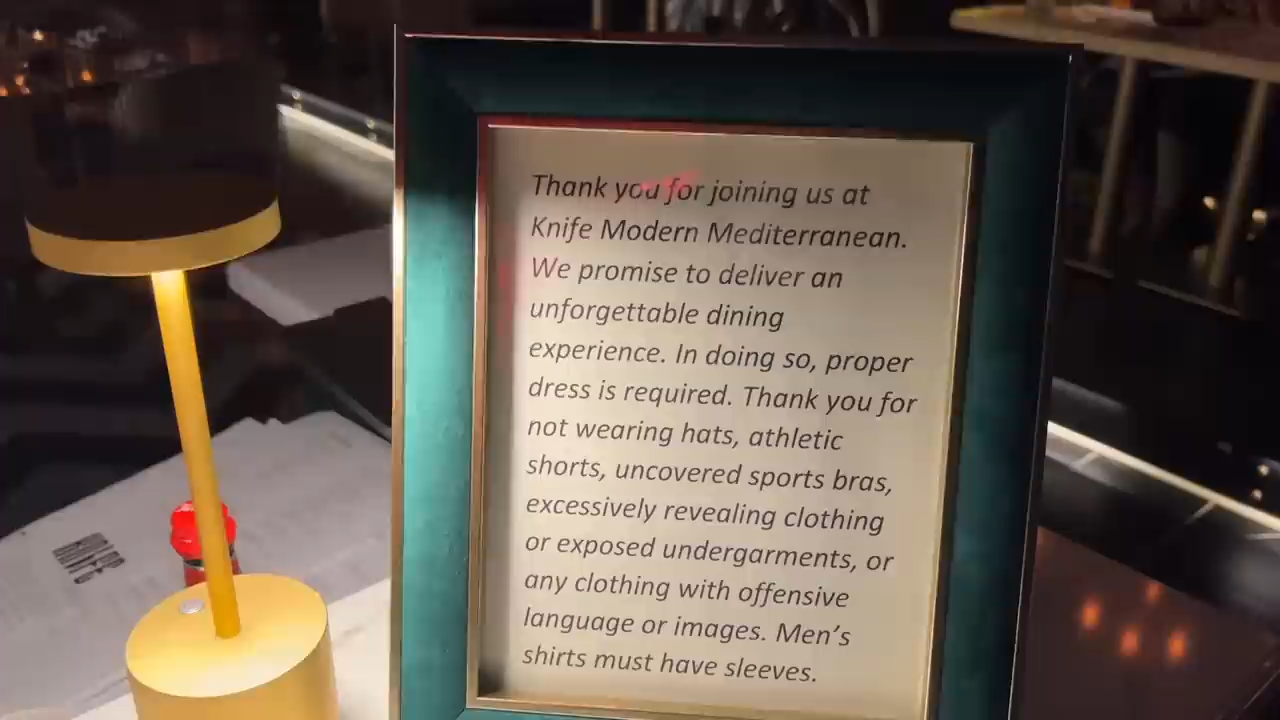 Thank you for joining us at
Knife Modern Mediterranean.
We promise to deliver an
unforgettable dining
experience. In doing so, proper
dress is required. Thank you for
not wearing hats, athletic
shorts, uncovered sports bras,
excessively revealing clothing
or exposed undergarments, or
any clothing with offensive
language or images. Men's
shirts must have sleeves.